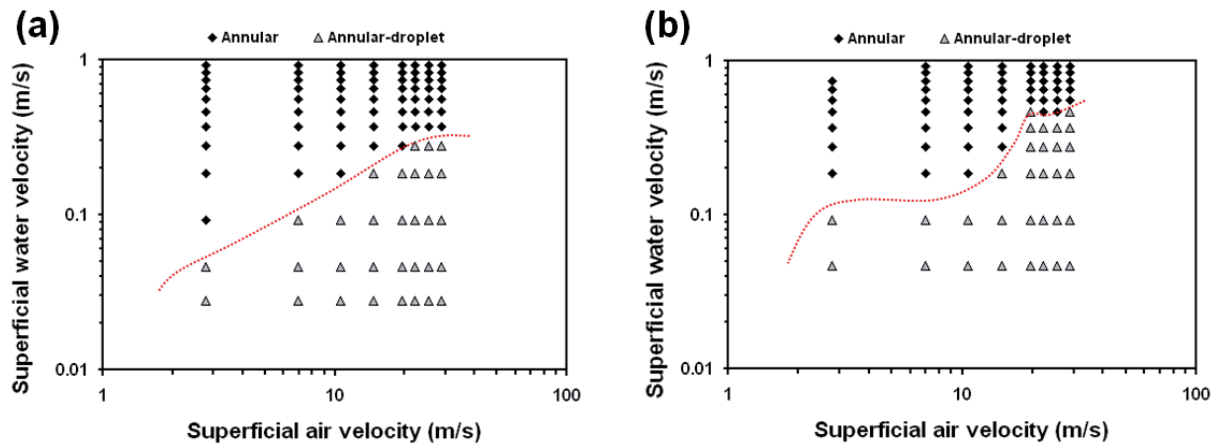 (a)
Annular Annular-droplet
1
0.1
0.01
1 10 100
Superficial water velocity (m/s)
Superficial air velocity (m/s)
(b)
Annular Annular-droplet
1
0.1
0.01
1 10 100
Superficial water velocity (m/s)
Superficial air velocity (m/s)